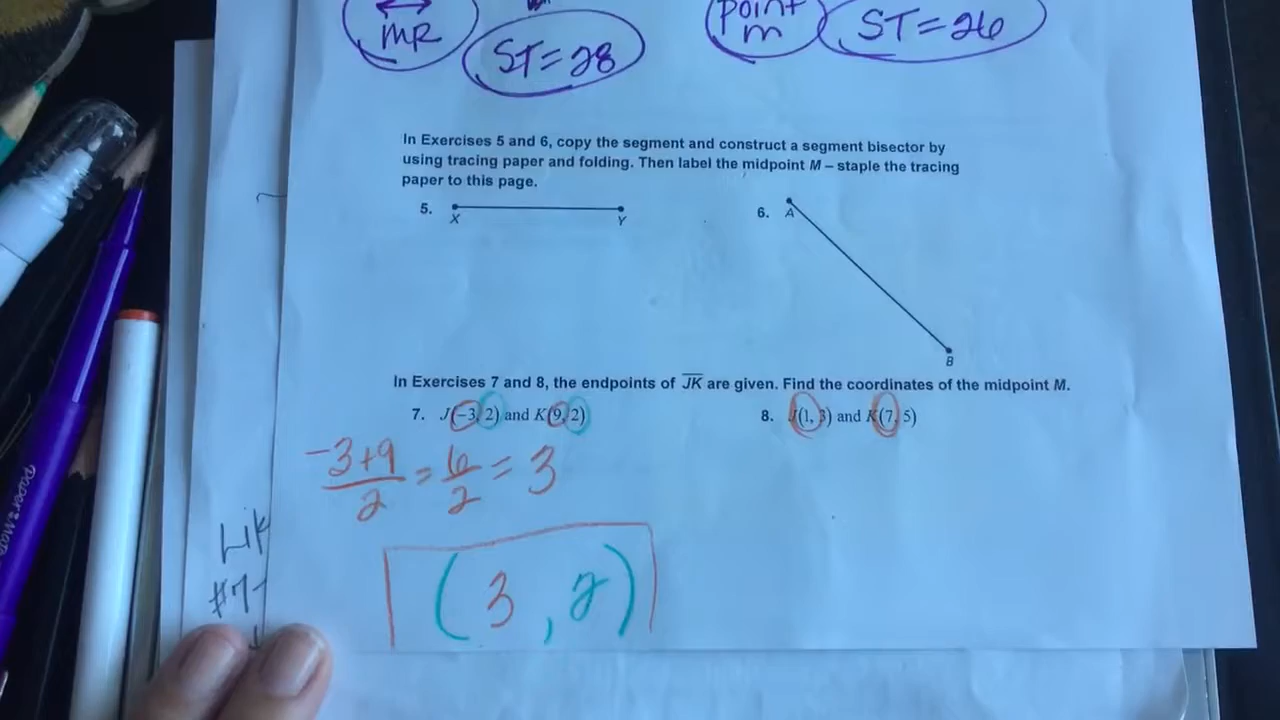 MR
ST=28
point
m
ST=26
In Exercises 5 and 6, copy the segment and construct a segment bisector by
using tracing paper and folding. Then label the midpoint M – staple the tracing
paper to this page.
5. X Y
6. A
B
In Exercises 7 and 8, the endpoints of JK are given. Find the coordinates of the midpoint M.
7. J(−3, 2) and K(9, 2)
8. J(1, 3) and K(7, 5)
-3+9/2 = 6/2 = 3
(3, 2)
#7-